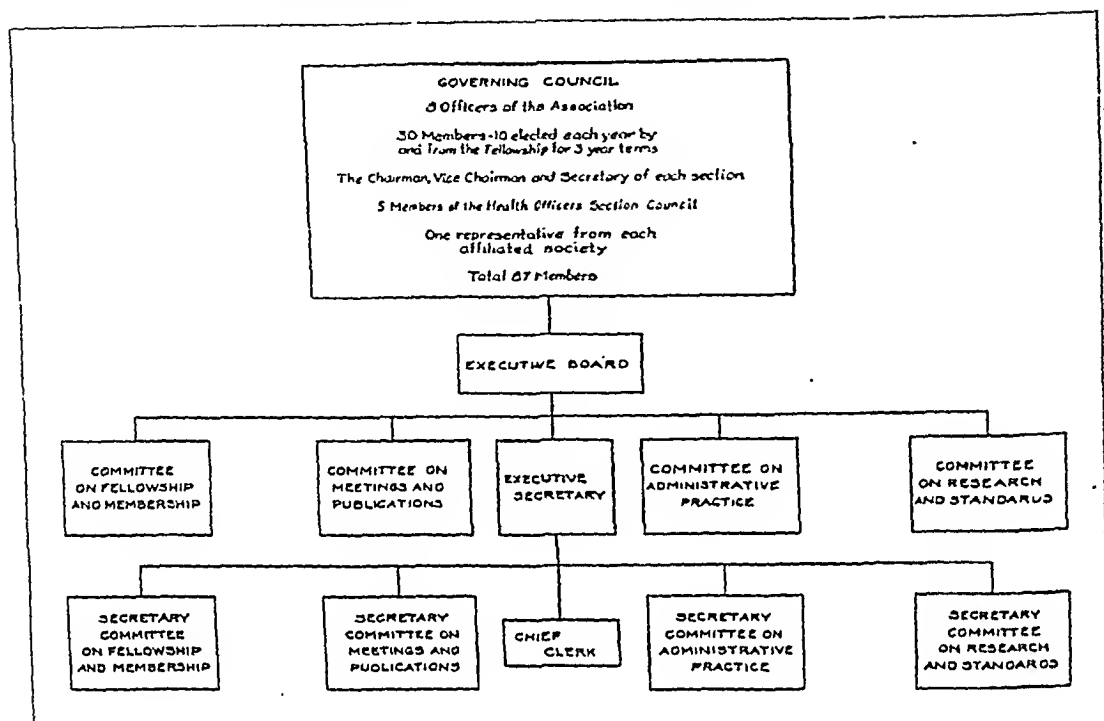 GOVERNING COUNCIL
8 Officers of the Association
30 Members-10 elected each year by
and from the Fellowship for 3 year terms
The Chairman, Vice Chairman and Secretary of each section
5 Members of the Health Officers Section Council
One representative from each
affiliated society
Total 87 Members
EXECUTIVE BOARD
COMMITTEE
ON FELLOWSHIP
AND MEMBERSHIP
COMMITTEE ON
MEETINGS AND
PUBLICATIONS
EXECUTIVE
SECRETARY
COMMITTEE ON
ADMINISTRATIVE
PRACTICE
COMMITTEE
ON RESEARCH
AND STANDARDS
SECRETARY
COMMITTEE
ON FELLOWSHIP
AND MEMBERSHIP
SECRETARY
COMMITTEE ON
MEETINGS AND
PUBLICATIONS
CHIEF
CLERK
SECRETARY
COMMITTEE ON
ADMINISTRATIVE
PRACTICE
SECRETARY
COMMITTEE
ON RESEARCH
AND STANDARDS